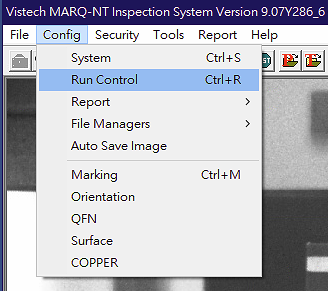 Vistech MARQ-NT Inspection System Version 9.07Y286_6
File Config Security Tools Report Help
System Ctrl+S
Run Control Ctrl+R
Report
File Managers
Auto Save Image
Marking Ctrl+M
Orientation
QFN
Surface
COPPER